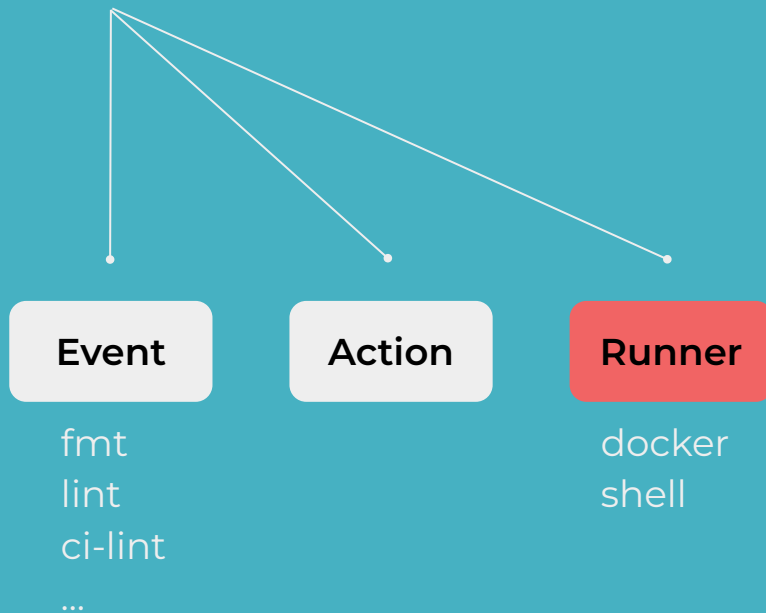 Event
Action
Runner
fmt
lint
ci-lint
...
docker
shell